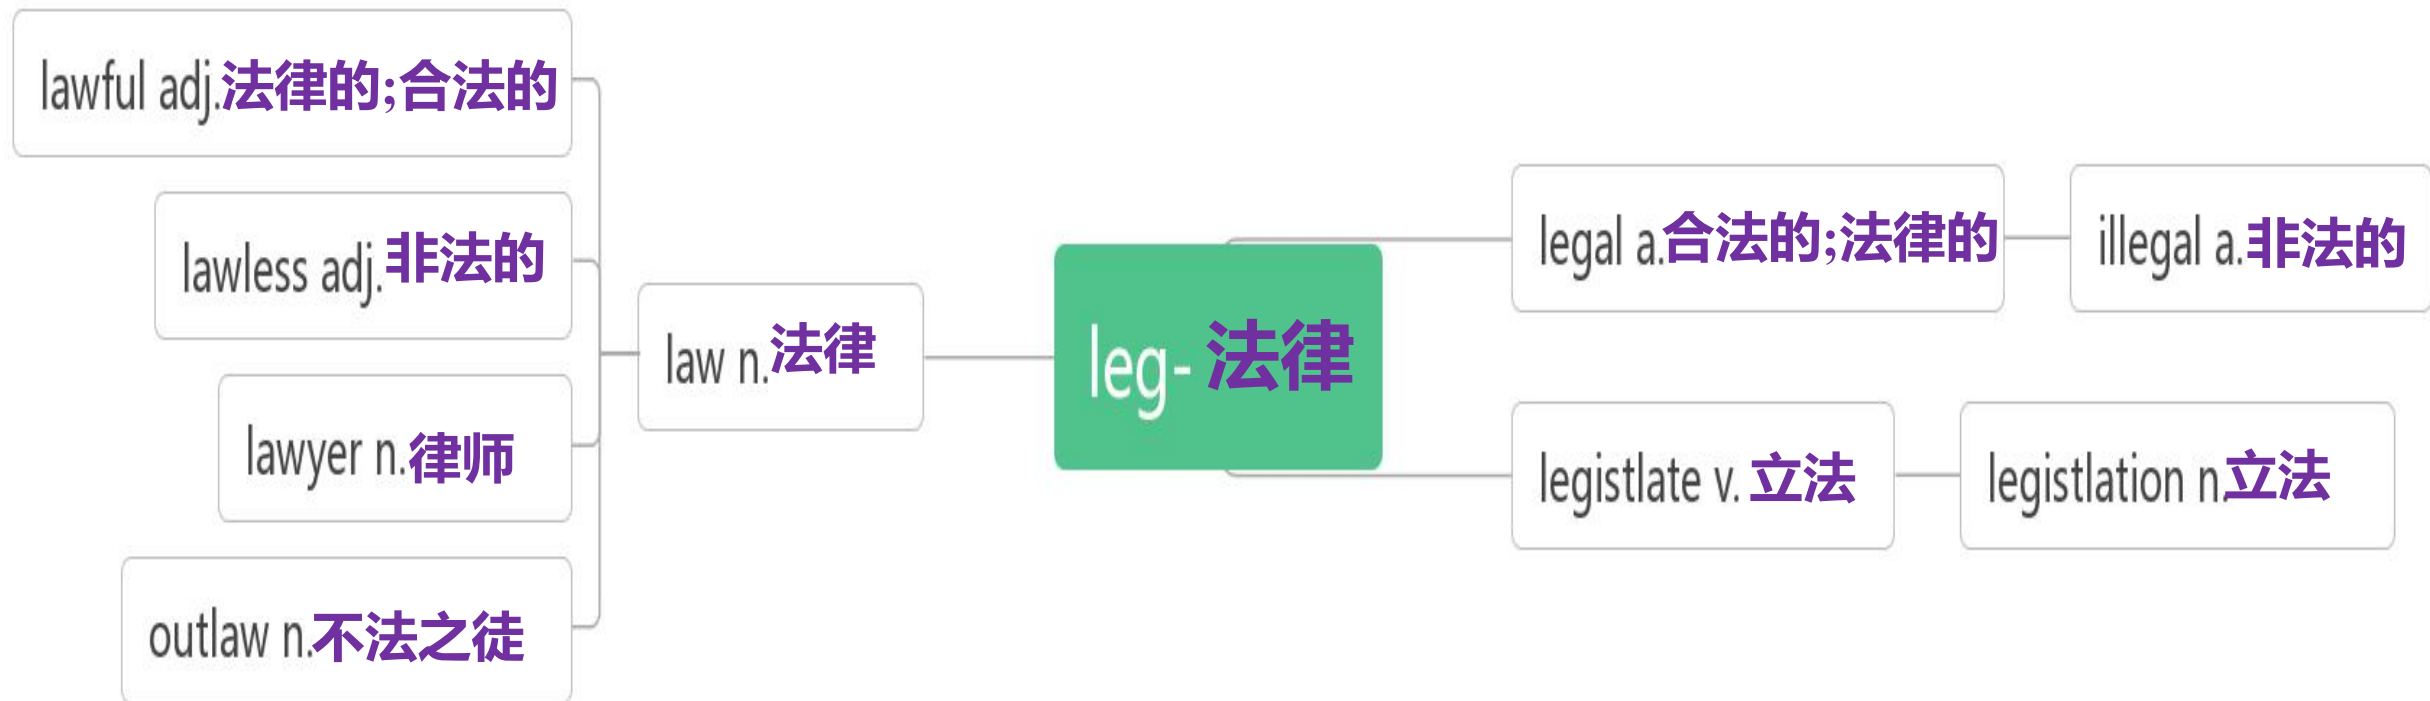 lawful adj.法律的;合法的
lawless adj.非法的
lawyer n.律师
outlaw n.不法之徒
law n.法律
leg- 法律
legal a.合法的;法律的
illegal a.非法的
legistlate v. 立法
legistlation n.立法